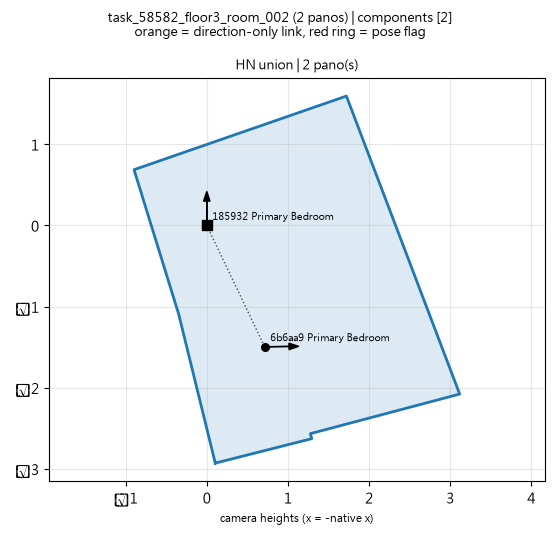 task_58582_floor3_room_002 (2 panos) | components [2]
orange = direction-only link, red ring = pose flag
HN union | 2 pano(s)
1
185932 Primary Bedroom
0
1
6b6aa9 Primary Bedroom
2
3
1 0 1 2 3 4
camera heights (x = -native x)